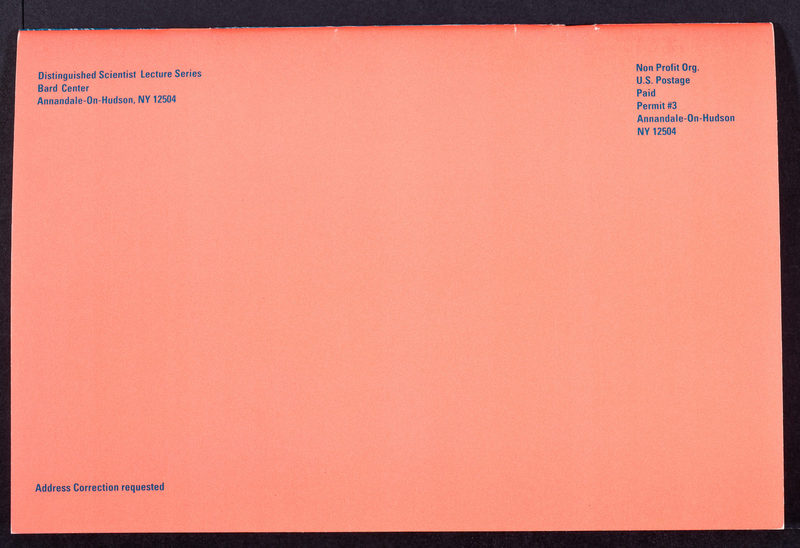 Distinguished Scientist Lecture Series
Bard Center
Annandale-On-Hudson, NY 12504
Non Profit Org.
U.S. Postage
Paid
Permit #3
Annandale-On-Hudson
NY 12504
Address Correction requested